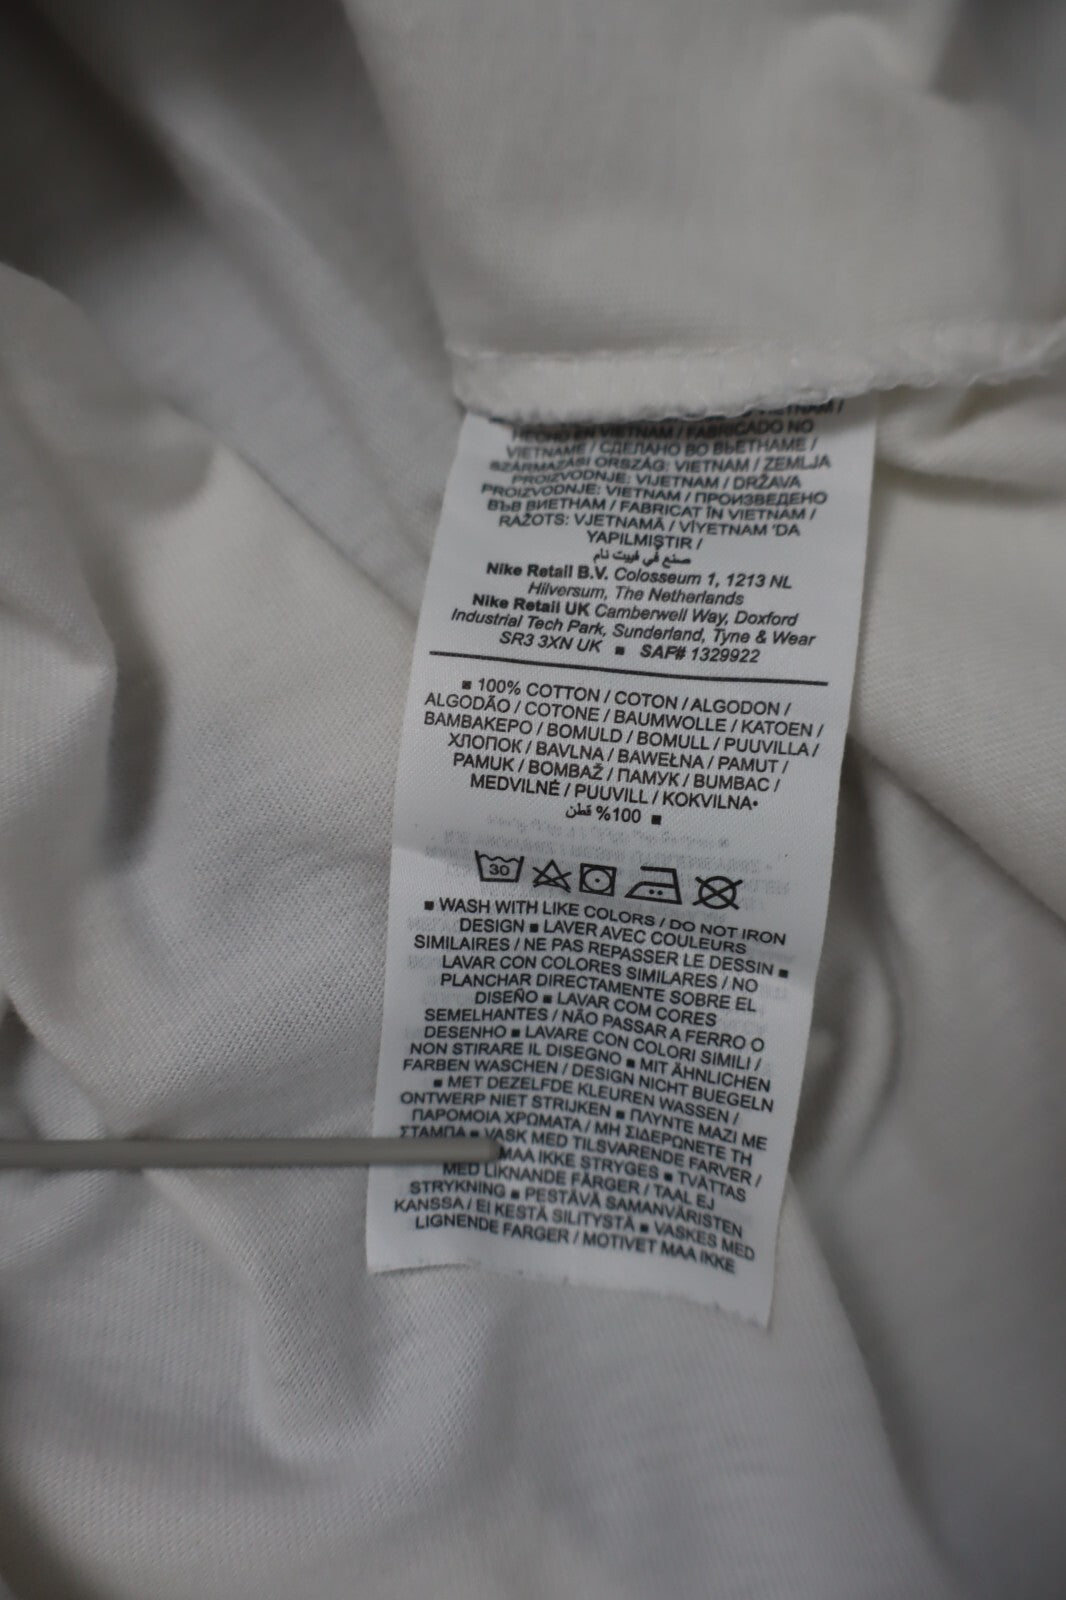 VIETNAM /
HECHO EN VIETNAM / FABRICADO NO
VIETNAME / СДЕЛАНО ВО ВЬЕТНАМЕ /
SZÁRMAZÁSI ORSZÁG: VIETNAM / ZEMLJA
PROIZVODNJE: VIJETNAM / DRŽAVA
PROIZVODNJE: VIETNAM / ПРОИЗВЕДЕНО
ВЪВ ВИЕТНАМ / FABRICAT ÎN VIETNAM /
RAŽOTS: VJETNAMĀ / VİYETNAM 'DA
YAPILMIŞTIR /
صنع في فييت نام
Nike Retail B.V. Colosseum 1, 1213 NL
Hilversum, The Netherlands
Nike Retail UK Camberwell Way, Doxford
Industrial Tech Park, Sunderland, Tyne & Wear
SR3 3XN UK ■ SAP# 1329922
■ 100% COTTON / COTON / ALGODON /
ALGODÃO / COTONE / BAUMWOLLE / KATOEN /
ΒΑΜΒΑΚΕΡΟ / BOMULD / BOMULL / PUUVILLA /
ХЛОПОК / BAVLNA / BAWEŁNA / PAMUT /
PAMUK / BOMBAŽ / ПАМУК / BUMBAC /
MEDVILNĖ / PUUVILL / KOKVILNA•
100% قطن ■
30
■ WASH WITH LIKE COLORS / DO NOT IRON
DESIGN ■ LAVER AVEC COULEURS
SIMILAIRES / NE PAS REPASSER LE DESSIN ■
LAVAR CON COLORES SIMILARES / NO
PLANCHAR DIRECTAMENTE SOBRE EL
DISEÑO ■ LAVAR COM CORES
SEMELHANTES / NÃO PASSAR A FERRO O
DESENHO ■ LAVARE CON COLORI SIMILI /
NON STIRARE IL DISEGNO ■ MIT ÄHNLICHEN
FARBEN WASCHEN / DESIGN NICHT BUEGELN
■ MET DEZELFDE KLEUREN WASSEN /
ONTWERP NIET STRIJKEN ■ ΠΛΥΝΤΕ ΜΑΖΙ ΜΕ
ΠΑΡΟΜΟΙΑ ΧΡΩΜΑΤΑ / ΜΗ ΣΙΔΕΡΩΝΕΤΕ ΤΗ
ΣΤΑΜΠΑ ■ VASK MED TILSVARENDE FARVER /
MAA IKKE STRYGES ■ TVÄTTAS
MED LIKNANDE FÄRGER / TAAL EJ
STRYKNING ■ PESTÄVÄ SAMANVÄRISTEN
KANSSA / EI KESTÄ SILITYSTÄ ■ VASKES MED
LIGNENDE FARGER / MOTIVET MAA IKKE